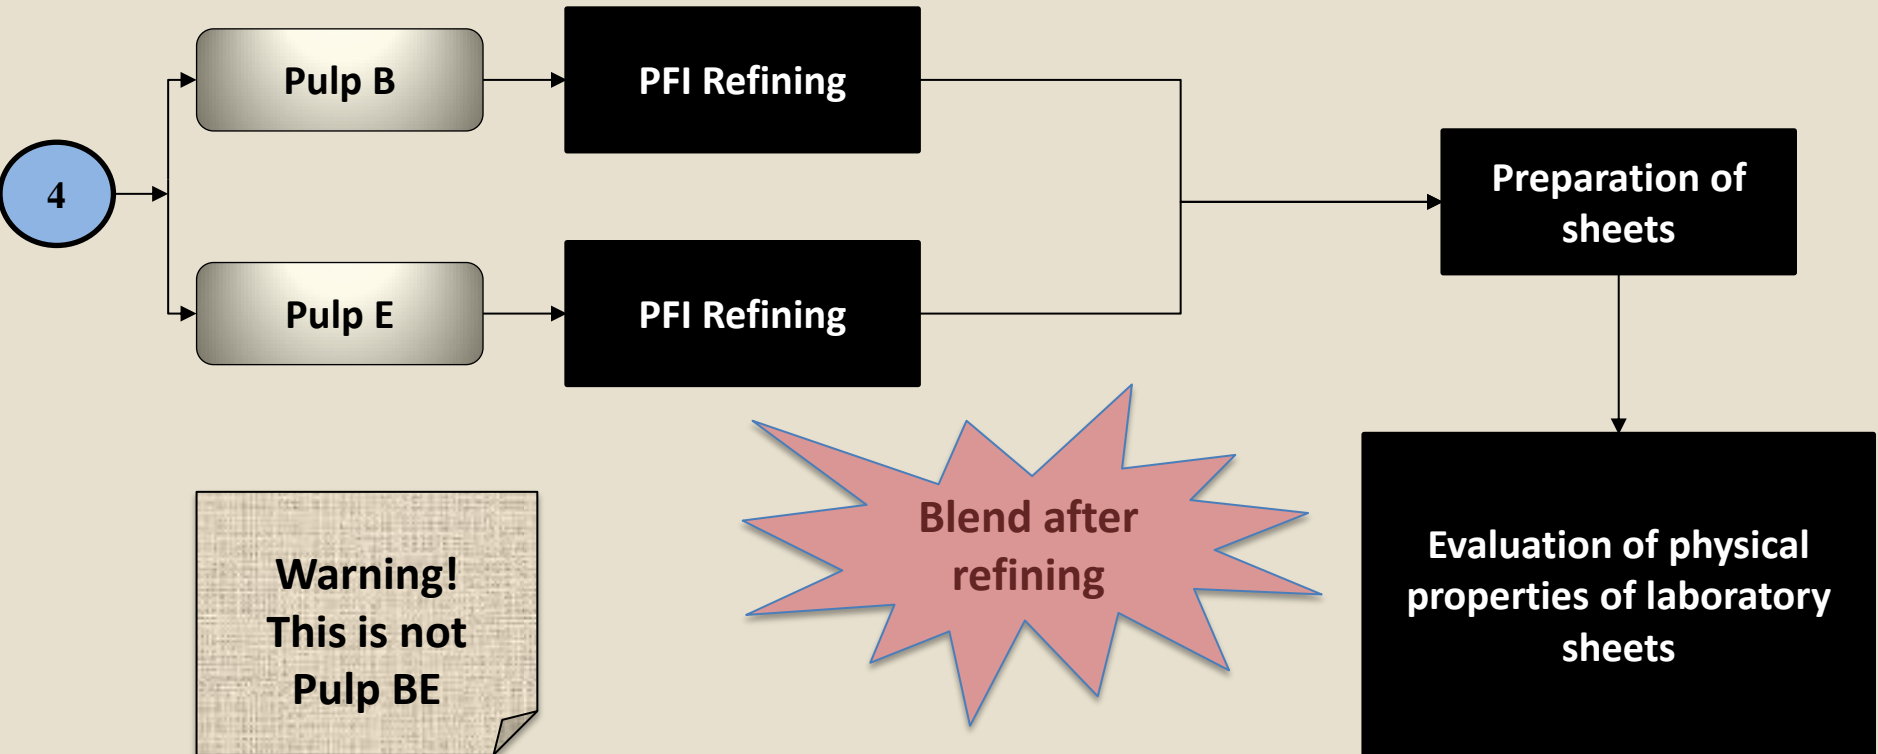 Pulp B
PFI Refining
4
Preparation of
sheets
Pulp E
PFI Refining
Blend after
refining
Warning!
This is not
Pulp BE
Evaluation of physical
properties of laboratory
sheets